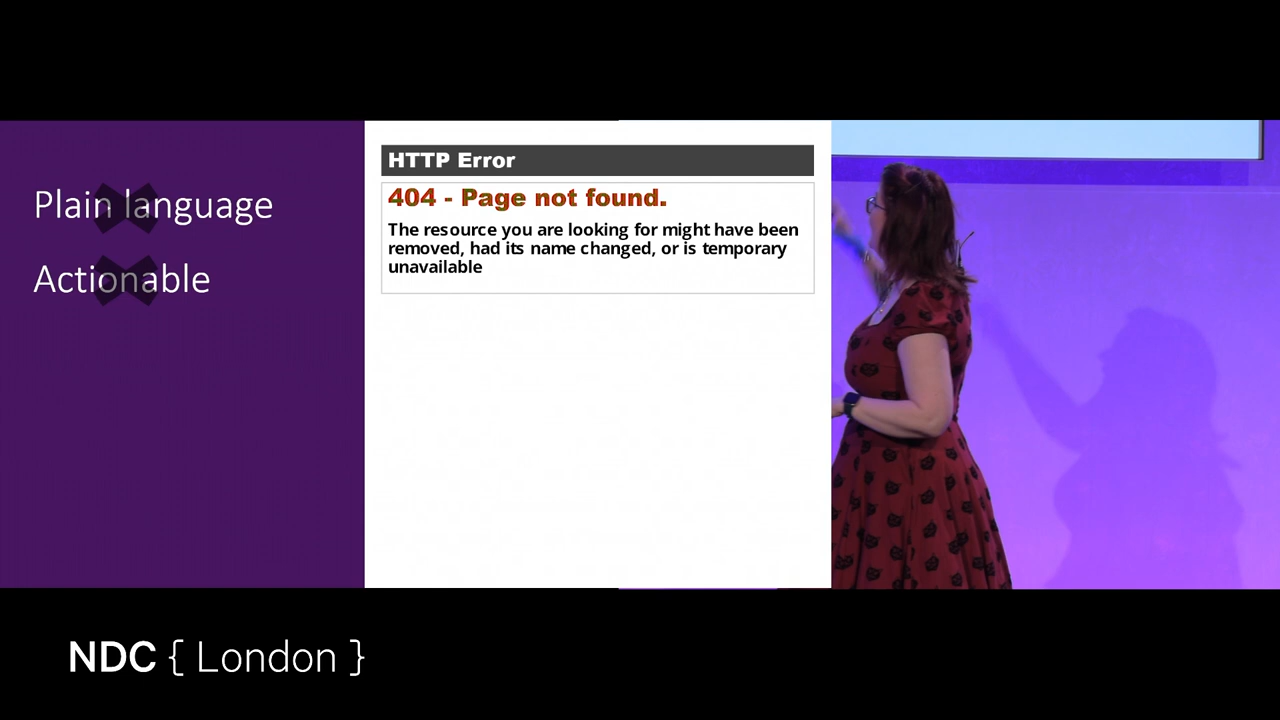 Plain language
Actionable
HTTP Error
404 - Page not found.
The resource you are looking for might have been
removed, had its name changed, or is temporary
unavailable
NDC { London }